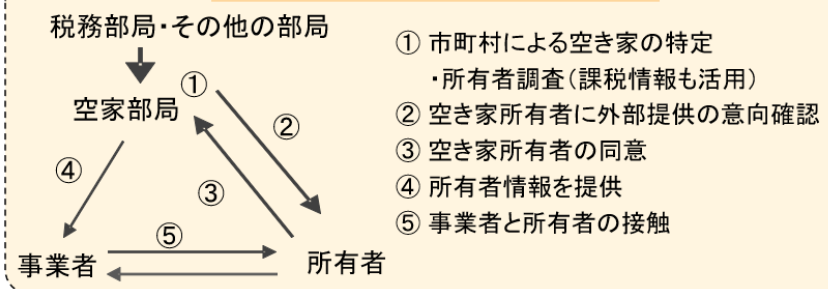 税務部局・その他の部局
空家部局
①
②
③
④
⑤
事業者
所有者
① 市町村による空き家の特定
・所有者調査（課税情報も活用）
② 空き家所有者に外部提供の意向確認
③ 空き家所有者の同意
④ 所有者情報を提供
⑤ 事業者と所有者の接触